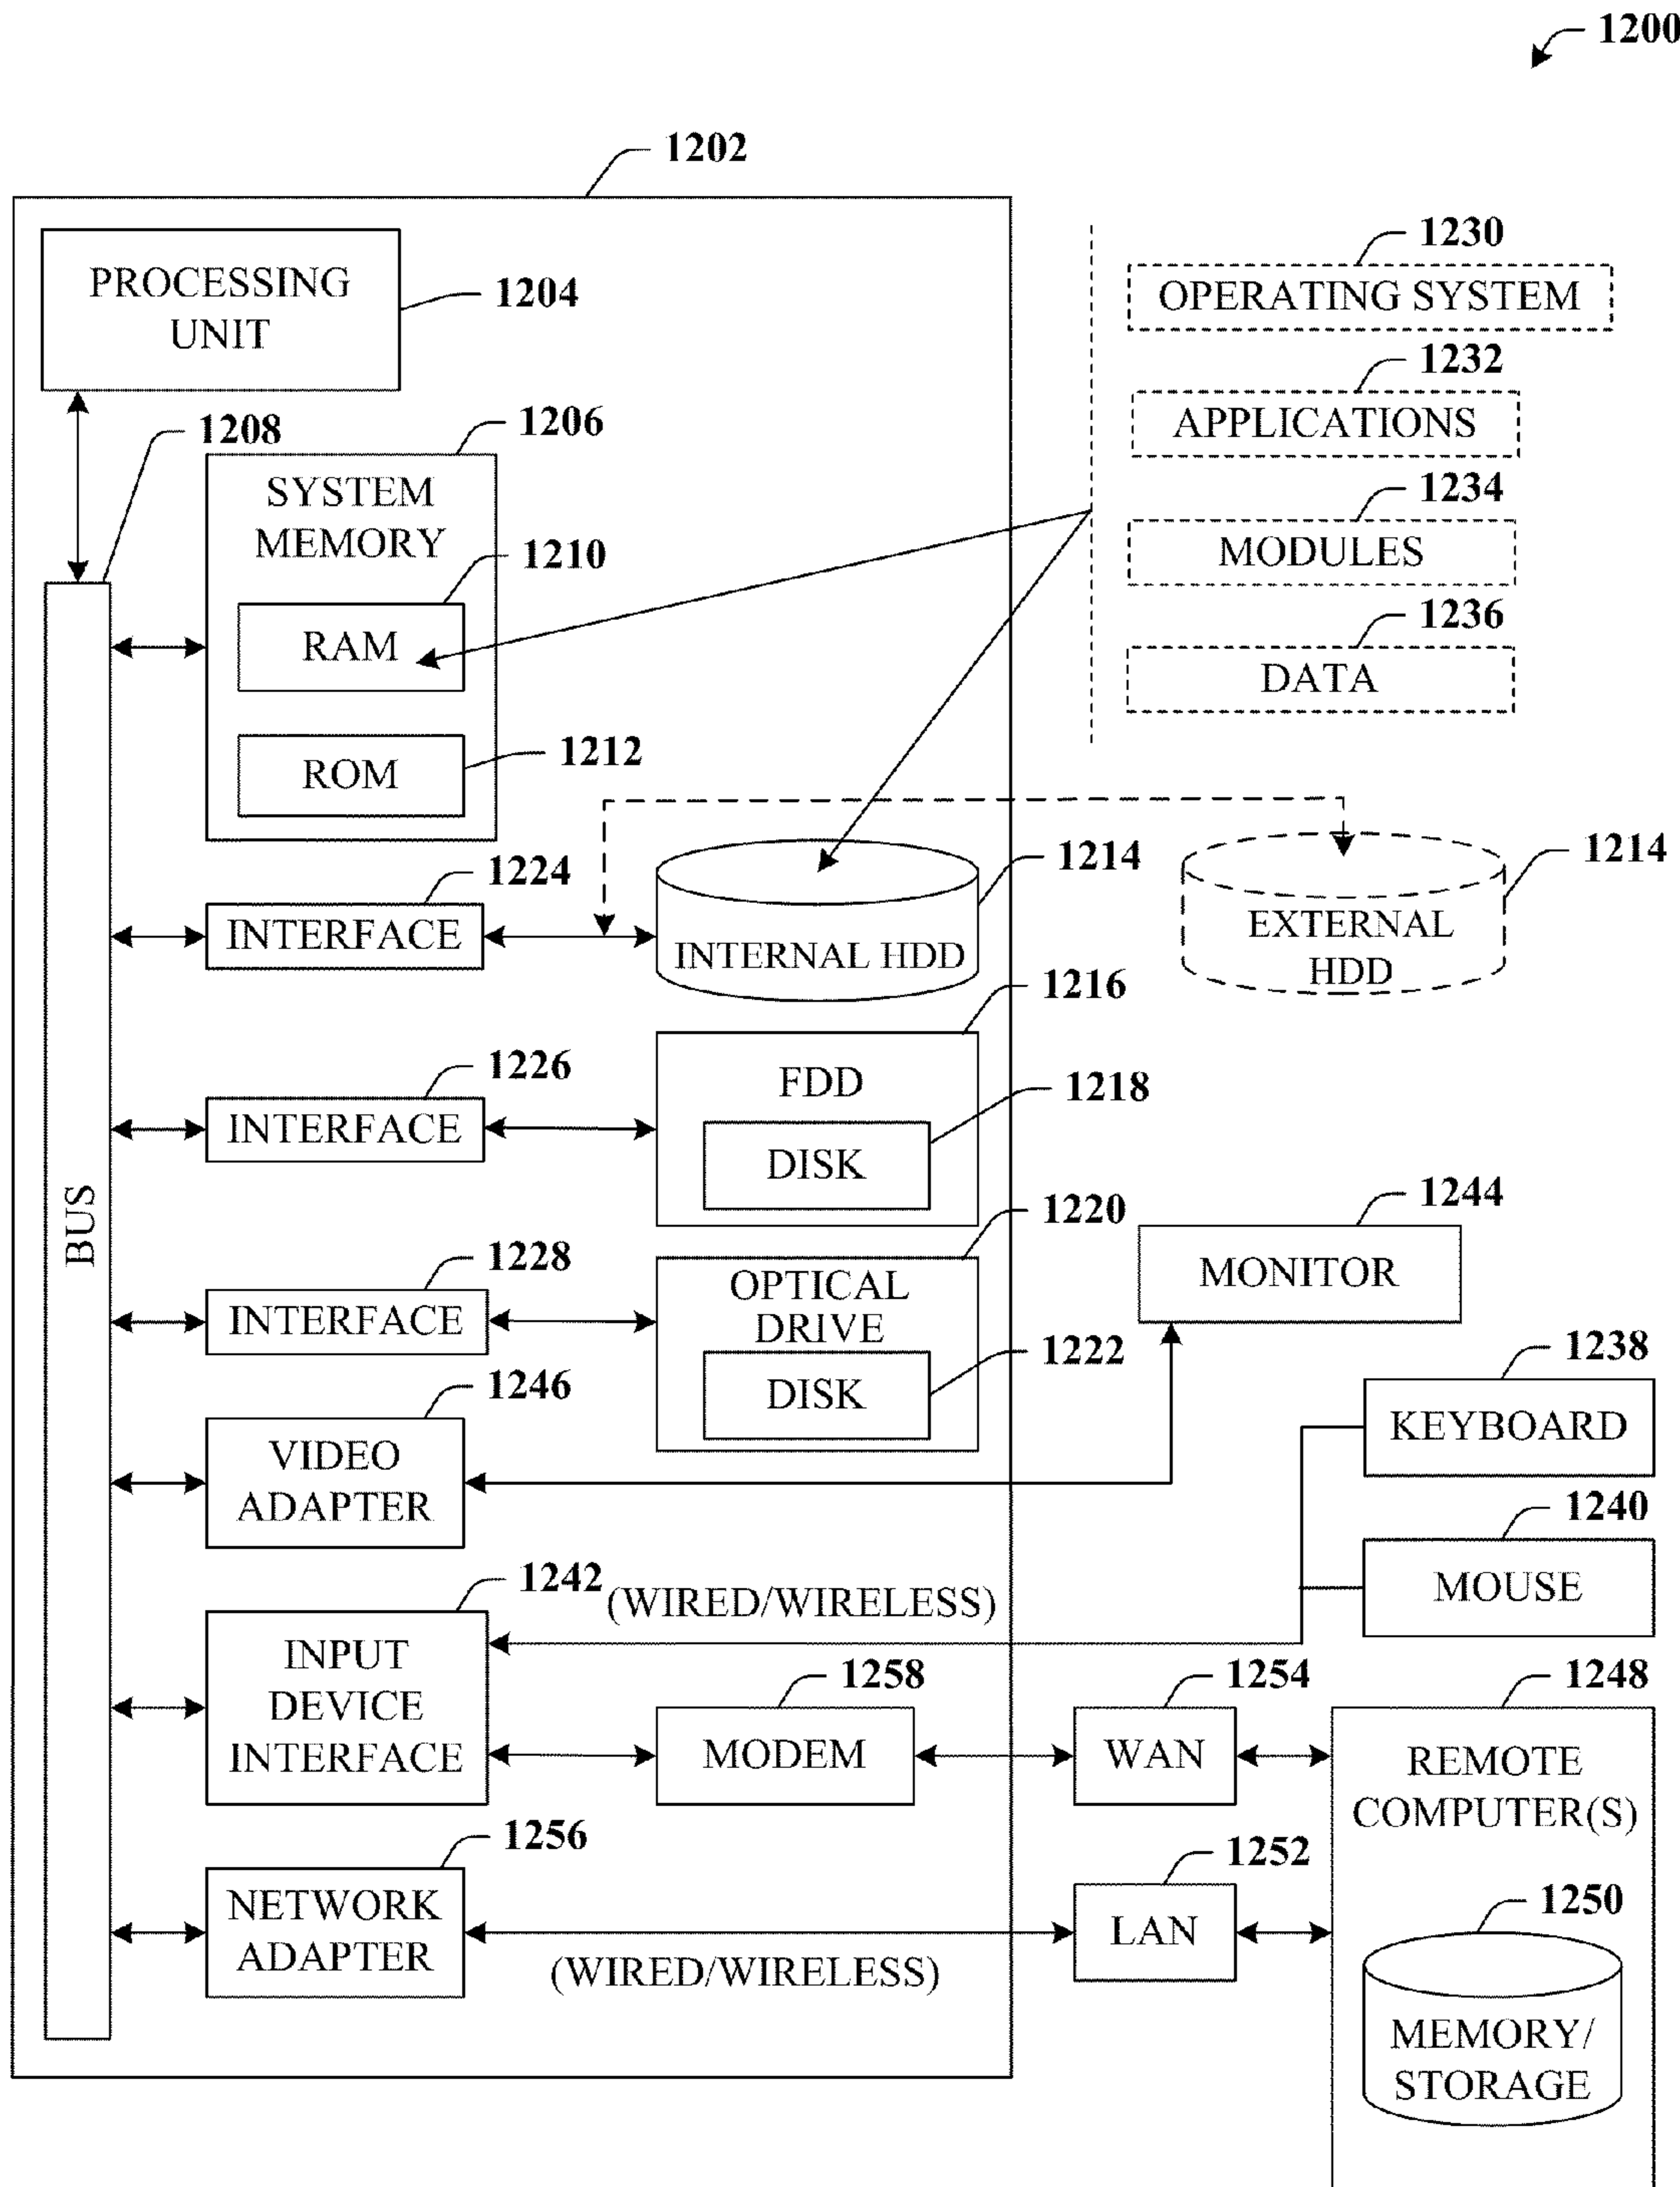 1200
1202
PROCESSING
UNIT
1204
1230
OPERATING SYSTEM
1232
APPLICATIONS
1234
MODULES
1236
DATA
1208
1206
SYSTEM
MEMORY
1210
RAM
1212
ROM
1224
INTERFACE
1214
INTERNAL HDD
1214
EXTERNAL
HDD
1216
FDD
1226
INTERFACE
1218
DISK
BUS
1220
OPTICAL
DRIVE
1228
INTERFACE
1222
DISK
1244
MONITOR
1246
VIDEO
ADAPTER
1238
KEYBOARD
1240
MOUSE
1242
(WIRED/WIRELESS)
INPUT
DEVICE
INTERFACE
1258
MODEM
1254
WAN
1248
REMOTE
COMPUTER(S)
1256
NETWORK
ADAPTER
(WIRED/WIRELESS)
1252
LAN
1250
MEMORY/
STORAGE